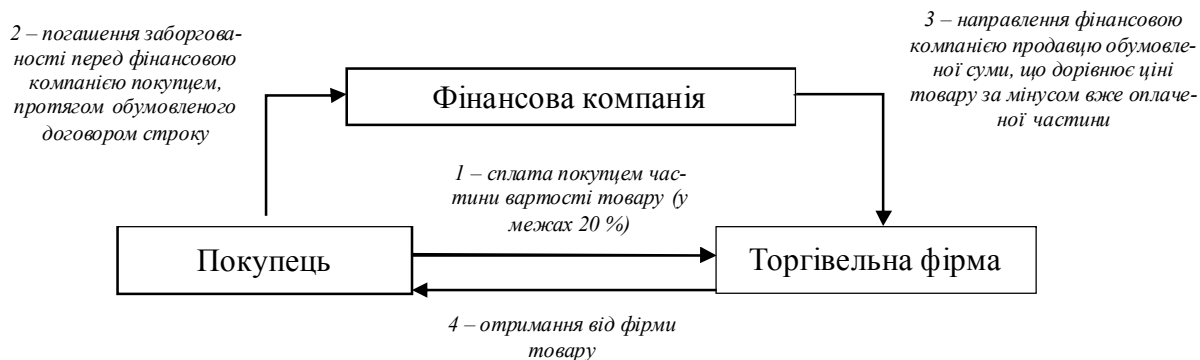 2 – погашення заборгова-
ності перед фінансовою
компанією покупцем,
протягом обумовленого
договором строку
Фінансова компанія
3 – направлення фінансовою
компанією продавцю обумовле-
ної суми, що дорівнює ціні
товару за мінусом вже оплаче-
ної частини
1 – сплата покупцем час-
тини вартості товару (у
межах 20 %)
Покупець
Торгівельна фірма
4 – отримання від фірми
товару